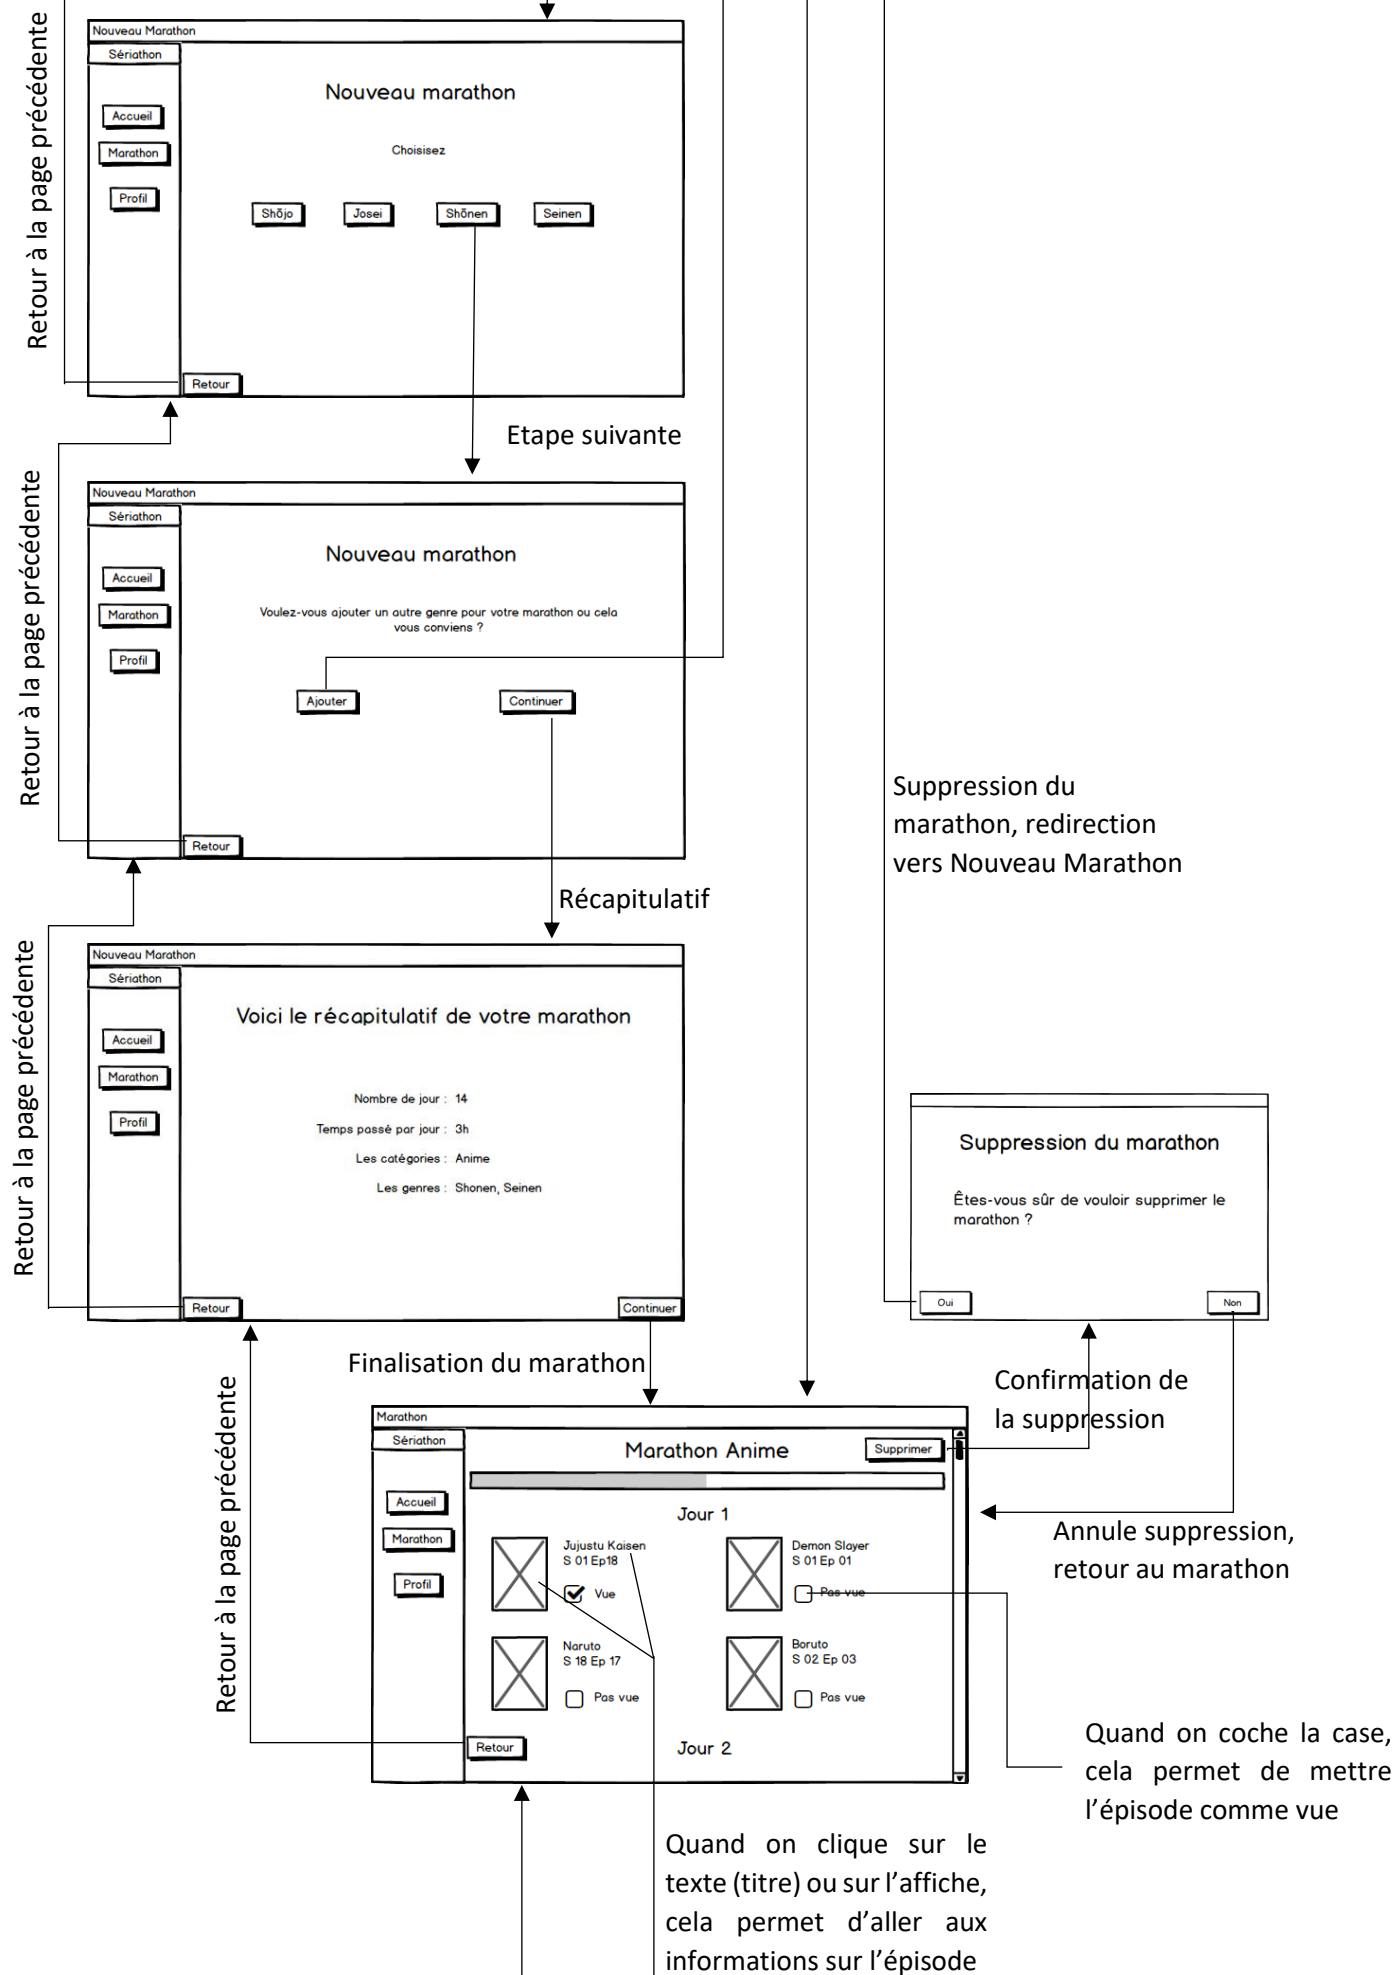 Retour à la page précédente
Nouveau Marathon
Sériathon
Nouveau marathon
Accueil
Choisisez
Marathon
Profil
Shōjo
Josei
Shōnen
Seinen
Retour
Etape suivante
Retour à la page précédente
Nouveau Marathon
Sériathon
Nouveau marathon
Accueil
Marathon
Voulez-vous ajouter un autre genre pour votre marathon ou cela
vous conviens ?
Profil
Ajouter
Continuer
Retour
Suppression du
marathon, redirection
vers Nouveau Marathon
Récapitulatif
Retour à la page précédente
Nouveau Marathon
Sériathon
Voici le récapitulatif de votre marathon
Accueil
Marathon
Profil
Nombre de jour : 14
Temps passé par jour : 3h
Les catégories : Anime
Les genres : Shonen, Seinen
Retour
Continuer
Suppression du marathon
Êtes-vous sûr de vouloir supprimer le
marathon ?
Oui
Non
Finalisation du marathon
Confirmation de
la suppression
Retour à la page précédente
Marathon
Sériathon
Marathon Anime
Supprimer
Accueil
Marathon
Profil
Jour 1
Jujustu Kaisen
S 01 Ep18
Vue
Demon Slayer
S 01 Ep 01
Pas vue
Naruto
S 18 Ep 17
Pas vue
Boruto
S 02 Ep 03
Pas vue
Retour
Jour 2
Annule suppression,
retour au marathon
Quand on coche la case,
cela permet de mettre
l’épisode comme vue
Quand on clique sur le
texte (titre) ou sur l’affiche,
cela permet d’aller aux
informations sur l’épisode